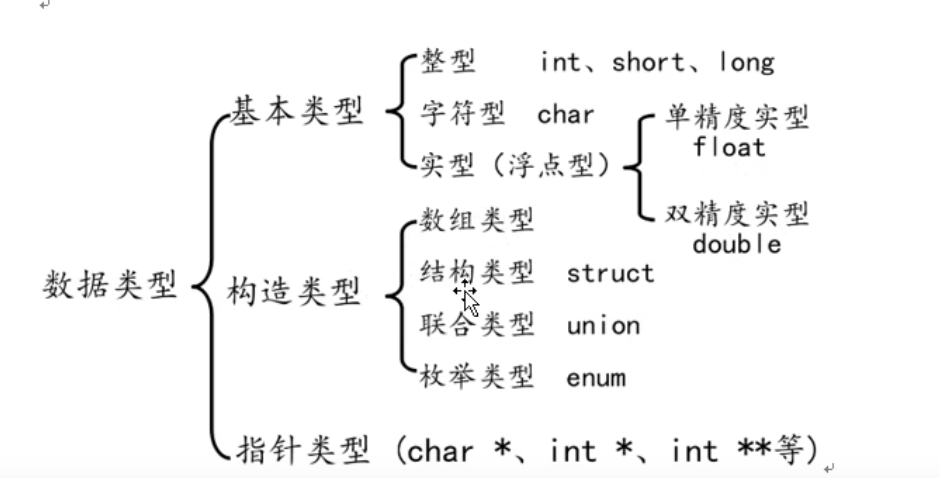 整型 int、short、long
基本类型
字符型 char
单精度实型
float
实型（浮点型）
双精度实型
double
数据类型
构造类型
数组类型
结构类型 struct
联合类型 union
枚举类型 enum
指针类型（char *、int *、int **等）